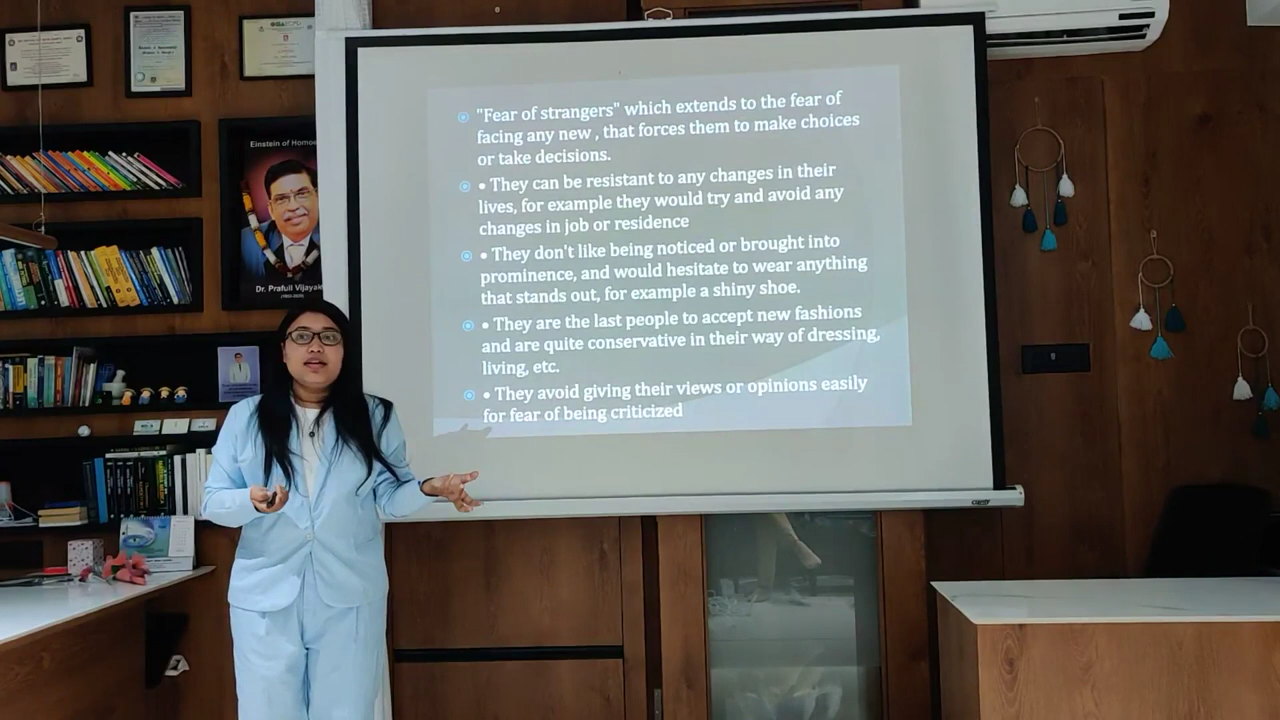 Einstein of Homoe
Dr. Prafull Vijayak
"Fear of strangers" which extends to the fear of
facing any new , that forces them to make choices
or take decisions.
• They can be resistant to any changes in their
lives, for example they would try and avoid any
changes in job or residence
• They don't like being noticed or brought into
prominence, and would hesitate to wear anything
that stands out, for example a shiny shoe.
• They are the last people to accept new fashions
and are quite conservative in their way of dressing,
living, etc.
• They avoid giving their views or opinions easily
for fear of being criticized